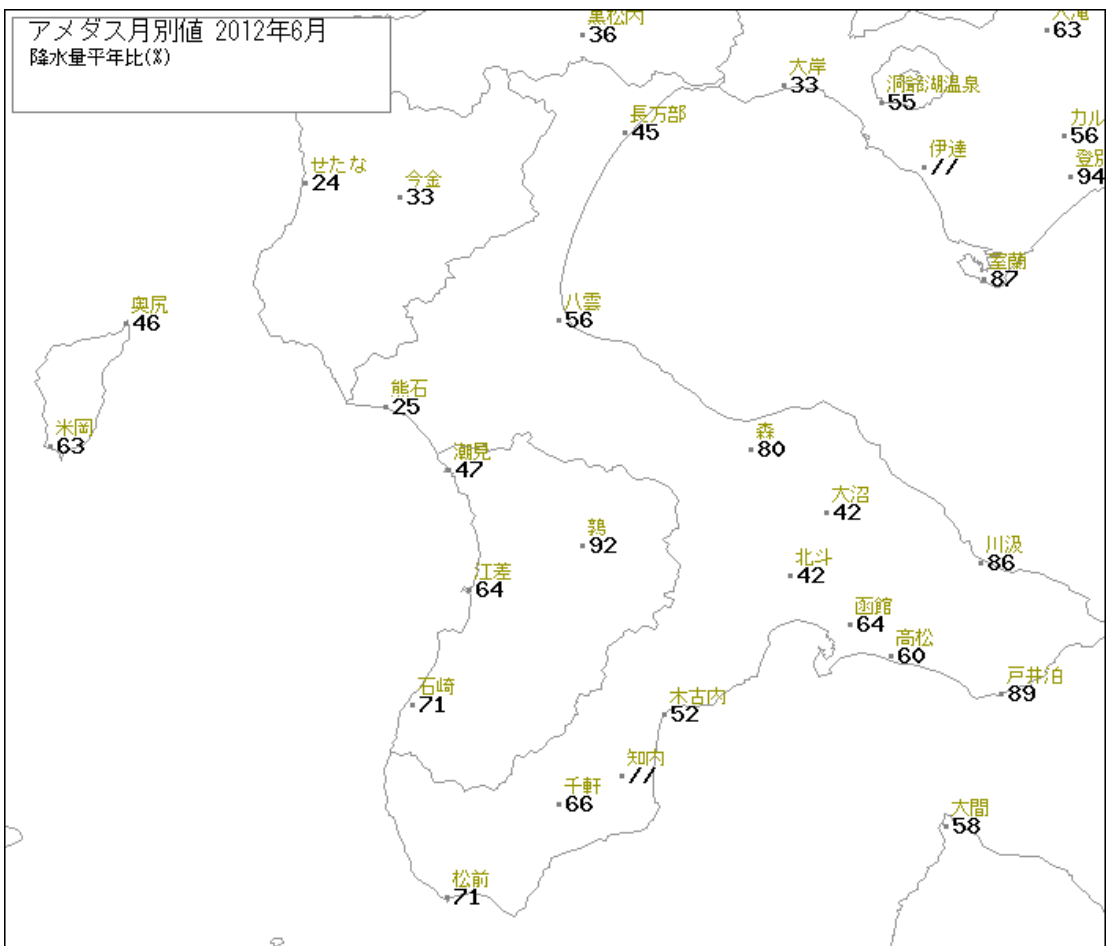 アメダス月別値 2012年6月
降水量平年比(%)
黒松内
36
大滝
63
大岸
33
洞爺湖温泉
55
長万部
45
カル
56
伊達
//
登別
94
せたな
24
今金
33
室蘭
87
奥尻
46
八雲
56
熊石
25
米岡
63
森
80
潮見
47
大沼
42
鶉
92
川汲
86
北斗
42
江差
64
函館
64
高松
60
石崎
71
戸井泊
89
木古内
52
知内
//
千軒
66
大間
58
松前
71